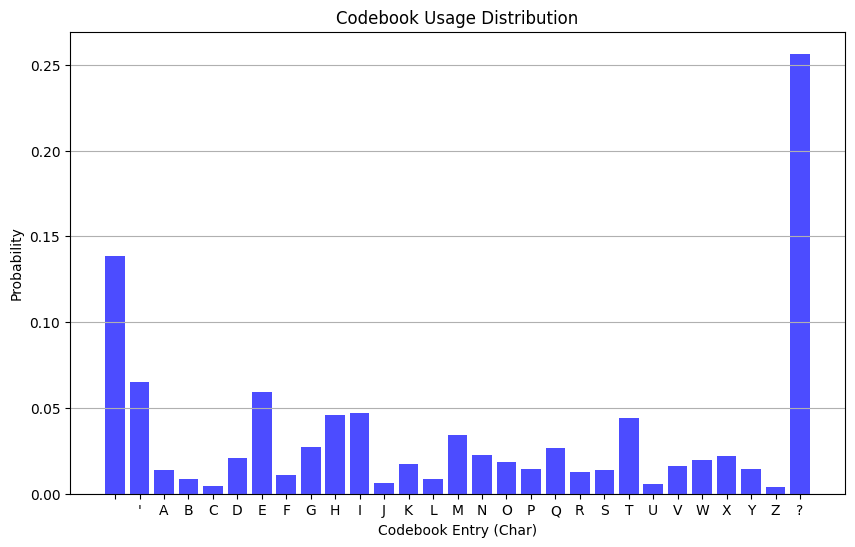 Codebook Usage Distribution
0.25
0.20
0.15
0.10
0.05
0.00
Probability
' A B C D E F G H I J K L M N O P Q R S T U V W X Y Z ?
Codebook Entry (Char)